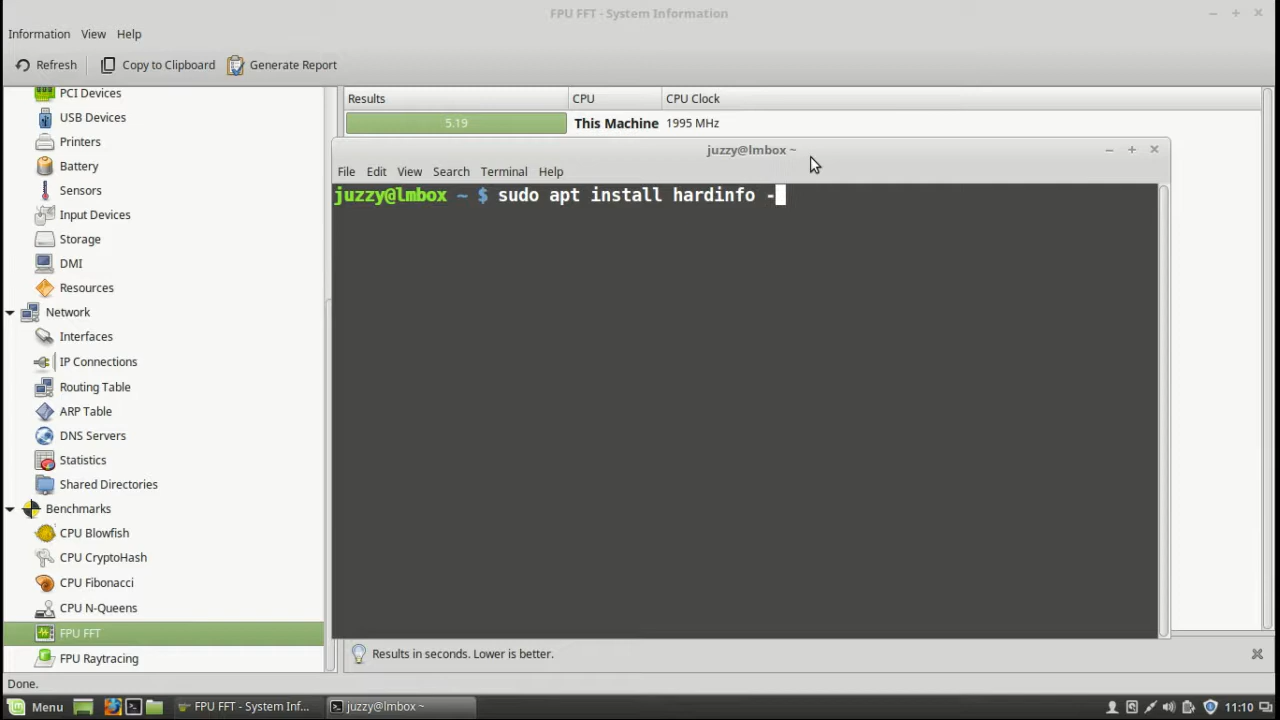 FPU FFT - System Information
Information View Help
Refresh Copy to Clipboard Generate Report
PCI Devices
USB Devices
Printers
Battery
Sensors
Input Devices
Storage
DMI
Resources
Network
Interfaces
IP Connections
Routing Table
ARP Table
DNS Servers
Statistics
Shared Directories
Benchmarks
CPU Blowfish
CPU CryptoHash
CPU Fibonacci
CPU N-Queens
FPU FFT
FPU Raytracing
Results CPU CPU Clock
5.19 This Machine 1995 MHz
juzzy@lmbox ~
File Edit View Search Terminal Help
juzzy@lmbox ~ $ sudo apt install hardinfo -
Results in seconds. Lower is better.
Done.
Menu FPU FFT - System Inf... juzzy@lmbox ~ 11:10